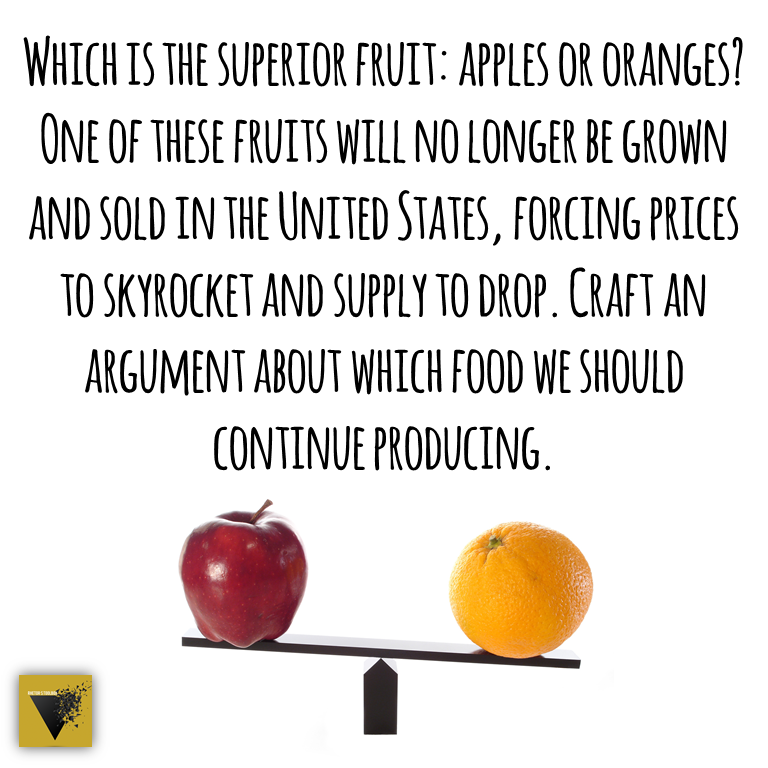 Which is the superior fruit: apples or oranges?
One of these fruits will no longer be grown
and sold in the United States, forcing prices
to skyrocket and supply to drop. Craft an
argument about which food we should
continue producing.